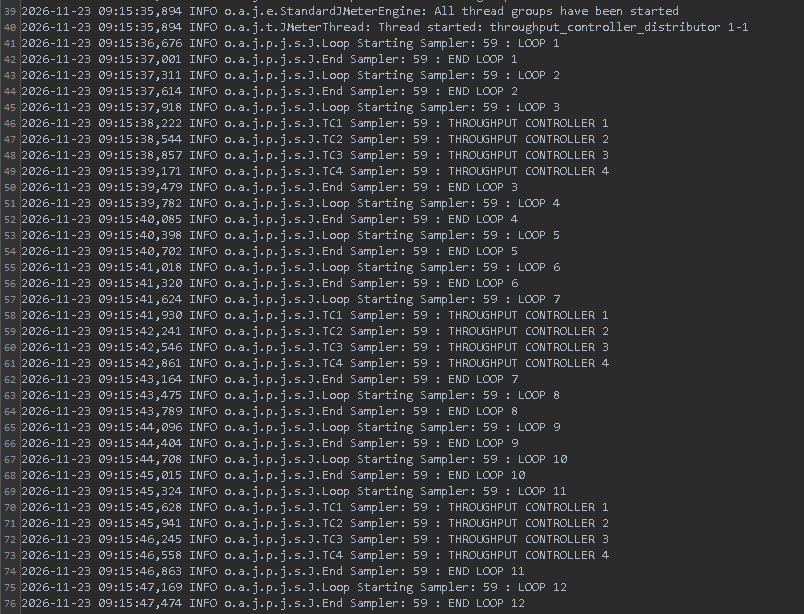 39 2026-11-23 09:15:35,894 INFO o.a.j.e.StandardJMeterEngine: All thread groups have been started
40 2026-11-23 09:15:35,894 INFO o.a.j.t.JMeterThread: Thread started: throughput_controller_distributor 1-1
41 2026-11-23 09:15:36,676 INFO o.a.j.p.j.s.J.Loop Starting Sampler: 59 : LOOP 1
42 2026-11-23 09:15:37,001 INFO o.a.j.p.j.s.J.End Sampler: 59 : END LOOP 1
43 2026-11-23 09:15:37,311 INFO o.a.j.p.j.s.J.Loop Starting Sampler: 59 : LOOP 2
44 2026-11-23 09:15:37,614 INFO o.a.j.p.j.s.J.End Sampler: 59 : END LOOP 2
45 2026-11-23 09:15:37,918 INFO o.a.j.p.j.s.J.Loop Starting Sampler: 59 : LOOP 3
46 2026-11-23 09:15:38,222 INFO o.a.j.p.j.s.J.TC1 Sampler: 59 : THROUGHPUT CONTROLLER 1
47 2026-11-23 09:15:38,544 INFO o.a.j.p.j.s.J.TC2 Sampler: 59 : THROUGHPUT CONTROLLER 2
48 2026-11-23 09:15:38,857 INFO o.a.j.p.j.s.J.TC3 Sampler: 59 : THROUGHPUT CONTROLLER 3
49 2026-11-23 09:15:39,171 INFO o.a.j.p.j.s.J.TC4 Sampler: 59 : THROUGHPUT CONTROLLER 4
50 2026-11-23 09:15:39,479 INFO o.a.j.p.j.s.J.End Sampler: 59 : END LOOP 3
51 2026-11-23 09:15:39,782 INFO o.a.j.p.j.s.J.Loop Starting Sampler: 59 : LOOP 4
52 2026-11-23 09:15:40,085 INFO o.a.j.p.j.s.J.End Sampler: 59 : END LOOP 4
53 2026-11-23 09:15:40,398 INFO o.a.j.p.j.s.J.Loop Starting Sampler: 59 : LOOP 5
54 2026-11-23 09:15:40,702 INFO o.a.j.p.j.s.J.End Sampler: 59 : END LOOP 5
55 2026-11-23 09:15:41,018 INFO o.a.j.p.j.s.J.Loop Starting Sampler: 59 : LOOP 6
56 2026-11-23 09:15:41,320 INFO o.a.j.p.j.s.J.End Sampler: 59 : END LOOP 6
57 2026-11-23 09:15:41,624 INFO o.a.j.p.j.s.J.Loop Starting Sampler: 59 : LOOP 7
58 2026-11-23 09:15:41,930 INFO o.a.j.p.j.s.J.TC1 Sampler: 59 : THROUGHPUT CONTROLLER 1
59 2026-11-23 09:15:42,241 INFO o.a.j.p.j.s.J.TC2 Sampler: 59 : THROUGHPUT CONTROLLER 2
60 2026-11-23 09:15:42,546 INFO o.a.j.p.j.s.J.TC3 Sampler: 59 : THROUGHPUT CONTROLLER 3
61 2026-11-23 09:15:42,861 INFO o.a.j.p.j.s.J.TC4 Sampler: 59 : THROUGHPUT CONTROLLER 4
62 2026-11-23 09:15:43,164 INFO o.a.j.p.j.s.J.End Sampler: 59 : END LOOP 7
63 2026-11-23 09:15:43,475 INFO o.a.j.p.j.s.J.Loop Starting Sampler: 59 : LOOP 8
64 2026-11-23 09:15:43,789 INFO o.a.j.p.j.s.J.End Sampler: 59 : END LOOP 8
65 2026-11-23 09:15:44,096 INFO o.a.j.p.j.s.J.Loop Starting Sampler: 59 : LOOP 9
66 2026-11-23 09:15:44,404 INFO o.a.j.p.j.s.J.End Sampler: 59 : END LOOP 9
67 2026-11-23 09:15:44,708 INFO o.a.j.p.j.s.J.Loop Starting Sampler: 59 : LOOP 10
68 2026-11-23 09:15:45,015 INFO o.a.j.p.j.s.J.End Sampler: 59 : END LOOP 10
69 2026-11-23 09:15:45,324 INFO o.a.j.p.j.s.J.Loop Starting Sampler: 59 : LOOP 11
70 2026-11-23 09:15:45,628 INFO o.a.j.p.j.s.J.TC1 Sampler: 59 : THROUGHPUT CONTROLLER 1
71 2026-11-23 09:15:45,941 INFO o.a.j.p.j.s.J.TC2 Sampler: 59 : THROUGHPUT CONTROLLER 2
72 2026-11-23 09:15:46,245 INFO o.a.j.p.j.s.J.TC3 Sampler: 59 : THROUGHPUT CONTROLLER 3
73 2026-11-23 09:15:46,558 INFO o.a.j.p.j.s.J.TC4 Sampler: 59 : THROUGHPUT CONTROLLER 4
74 2026-11-23 09:15:46,863 INFO o.a.j.p.j.s.J.End Sampler: 59 : END LOOP 11
75 2026-11-23 09:15:47,169 INFO o.a.j.p.j.s.J.Loop Starting Sampler: 59 : LOOP 12
76 2026-11-23 09:15:47,474 INFO o.a.j.p.j.s.J.End Sampler: 59 : END LOOP 12